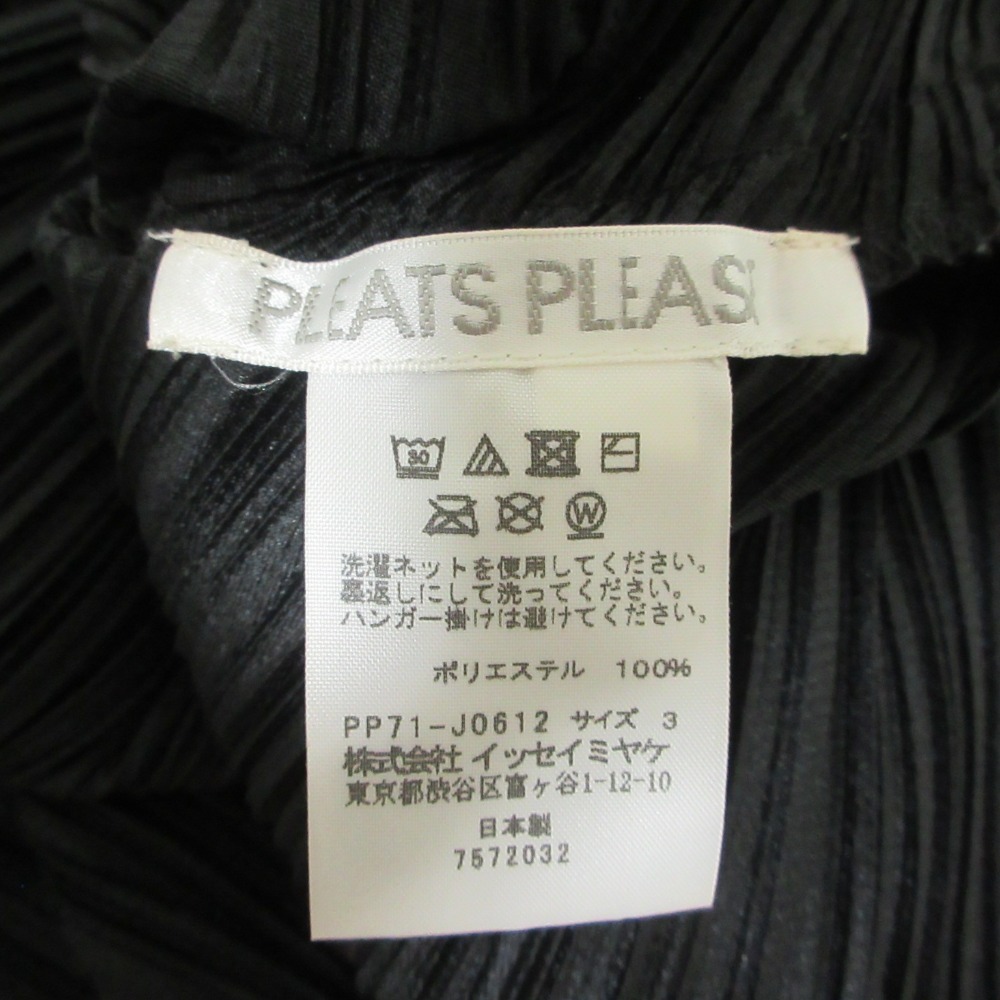 PLEATS PLEASE
30
W
洗濯ネットを使用してください。
裏返しにして洗ってください。
ハンガー掛けは避けてください。
ポリエステル 100%
PP71-J0612 サイズ 3
株式会社 イッセイミヤケ
東京都渋谷区富ヶ谷1-12-10
日本製
7572032